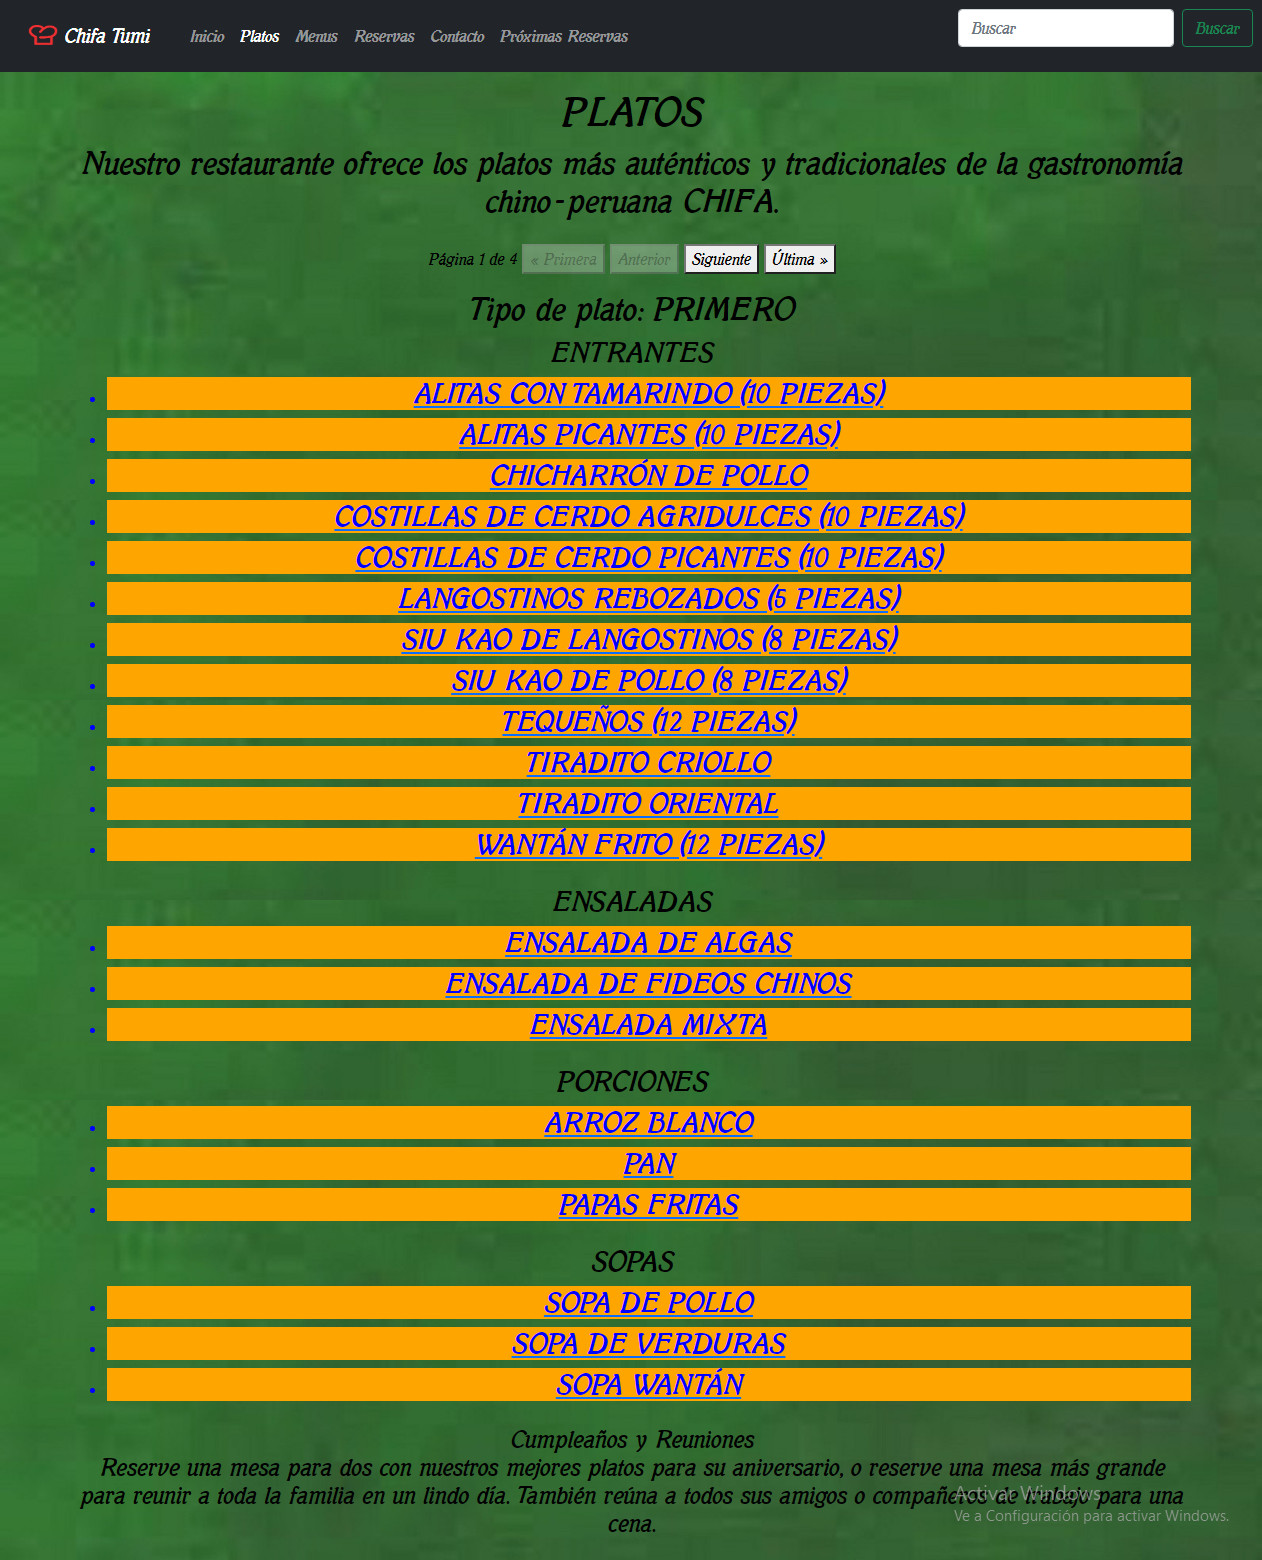 Chifa Tumi Inicio Platos Menus Reservas Contacto Próximas Reservas Buscar Buscar
PLATOS
Nuestro restaurante ofrece los platos más auténticos y tradicionales de la gastronomía
chino-peruana CHIFA.
Página 1 de 4 « Primera Anterior Siguiente Última »
Tipo de plato: PRIMERO
ENTRANTES
• ALITAS CON TAMARINDO (10 PIEZAS)
• ALITAS PICANTES (10 PIEZAS)
• CHICHARRÓN DE POLLO
• COSTILLAS DE CERDO AGRIDULCES (10 PIEZAS)
• COSTILLAS DE CERDO PICANTES (10 PIEZAS)
• LANGOSTINOS REBOZADOS (5 PIEZAS)
• SIU KAO DE LANGOSTINOS (8 PIEZAS)
• SIU KAO DE POLLO (8 PIEZAS)
• TEQUEÑOS (12 PIEZAS)
• TIRADITO CRIOLLO
• TIRADITO ORIENTAL
• WANTÁN FRITO (12 PIEZAS)
ENSALADAS
• ENSALADA DE ALGAS
• ENSALADA DE FIDEOS CHINOS
• ENSALADA MIXTA
PORCIONES
• ARROZ BLANCO
• PAN
• PAPAS FRITAS
SOPAS
• SOPA DE POLLO
• SOPA DE VERDURAS
• SOPA WANTÁN
Cumpleaños y Reuniones
Reserve una mesa para dos con nuestros mejores platos para su aniversario, o reserve una mesa más grande
para reunir a toda la familia en un lindo día. También reúna a todos sus amigos o compañeros de trabajo para una
cena.
Activar Windows
Ve a Configuración para activar Windows.